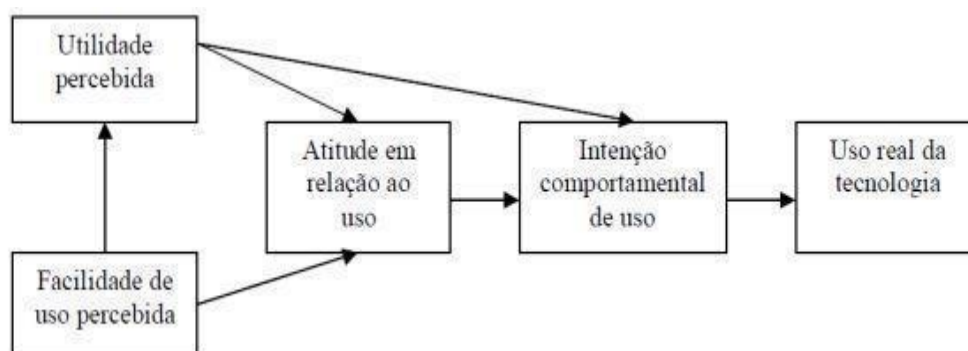 Utilidade
percebida
Atitude em
relação ao
uso
Intenção
comportamental
de uso
Uso real da
tecnologia
Facilidade de
uso percebida